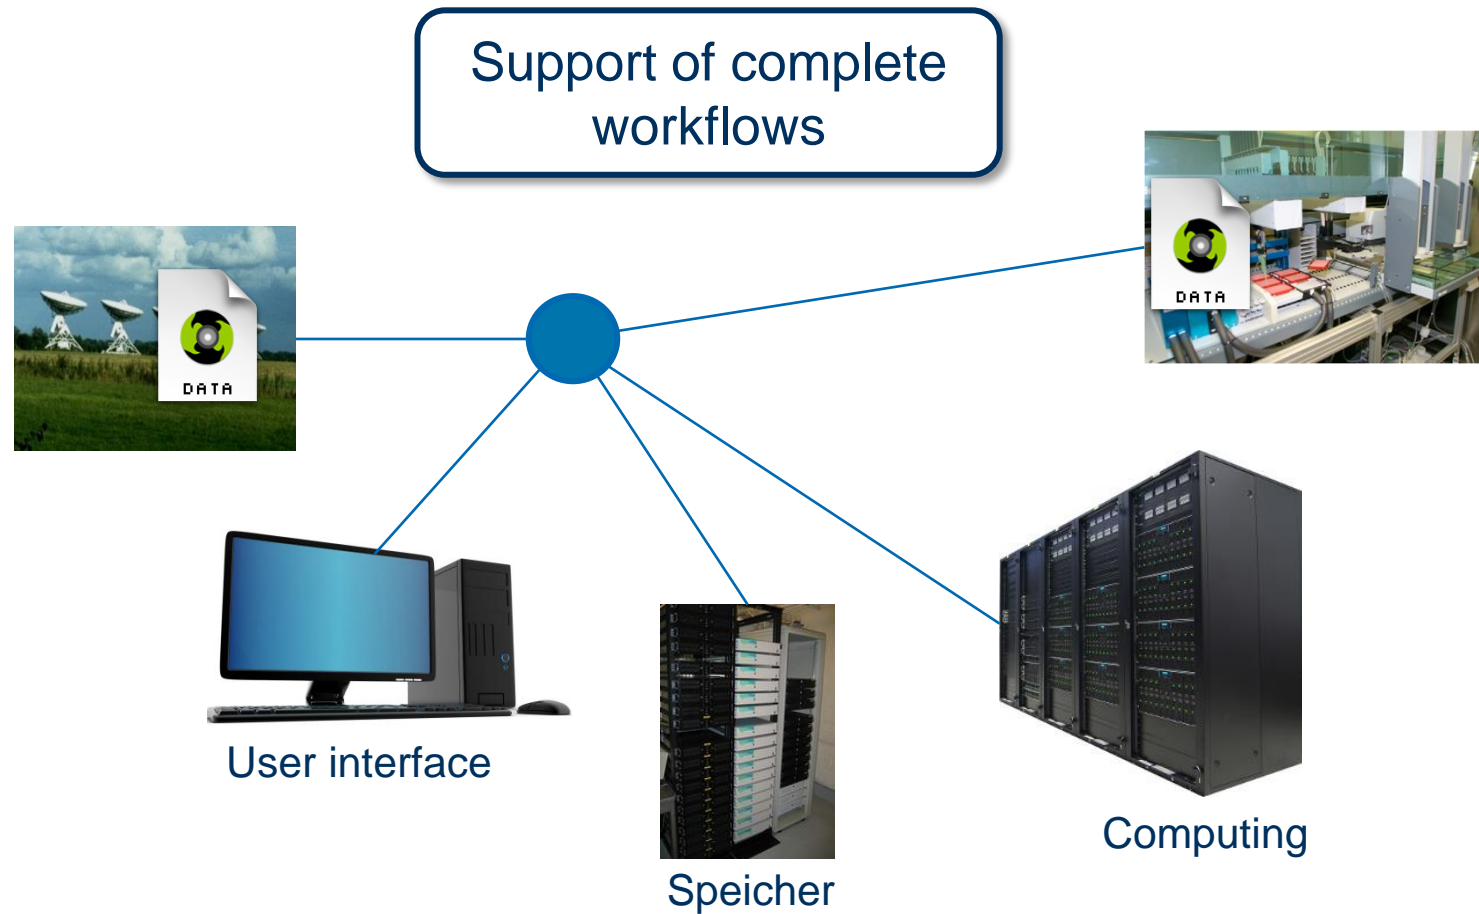 Support of complete
workflows
DATA
DATA
User interface
Computing
Speicher